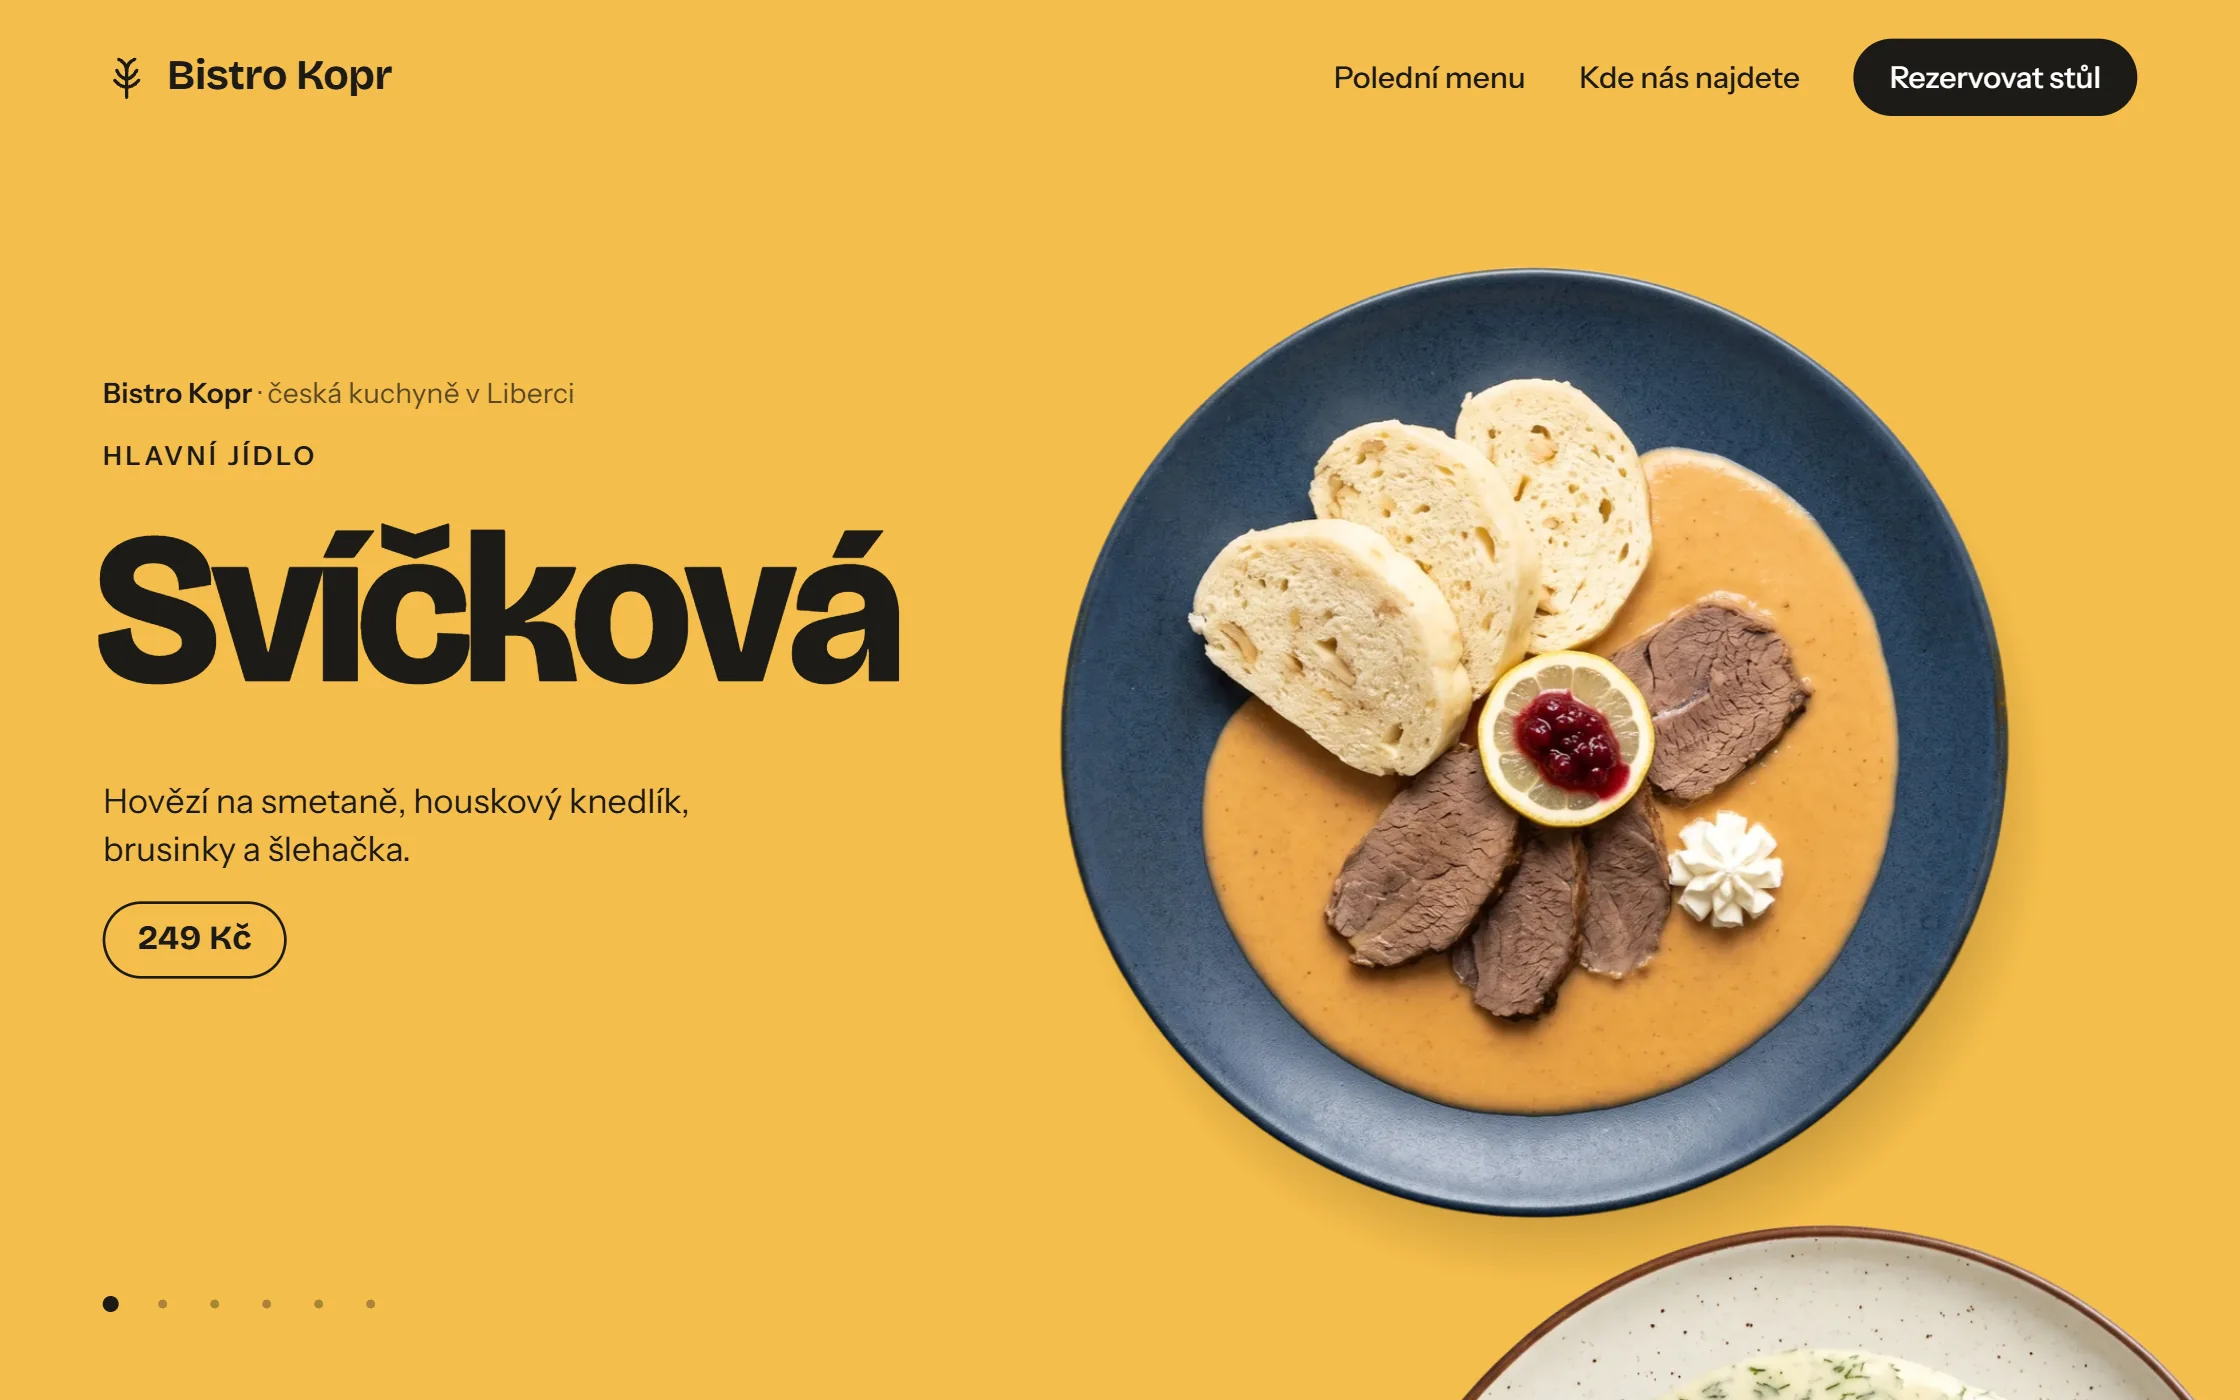 Bistro Kopr
Polední menu
Kde nás najdete
Rezervovat stůl
Bistro Kopr · česká kuchyně v Liberci
HLAVNÍ JÍDLO
Svíčková
Hovězí na smetaně, houskový knedlík,
brusinky a šlehačka.
249 Kč